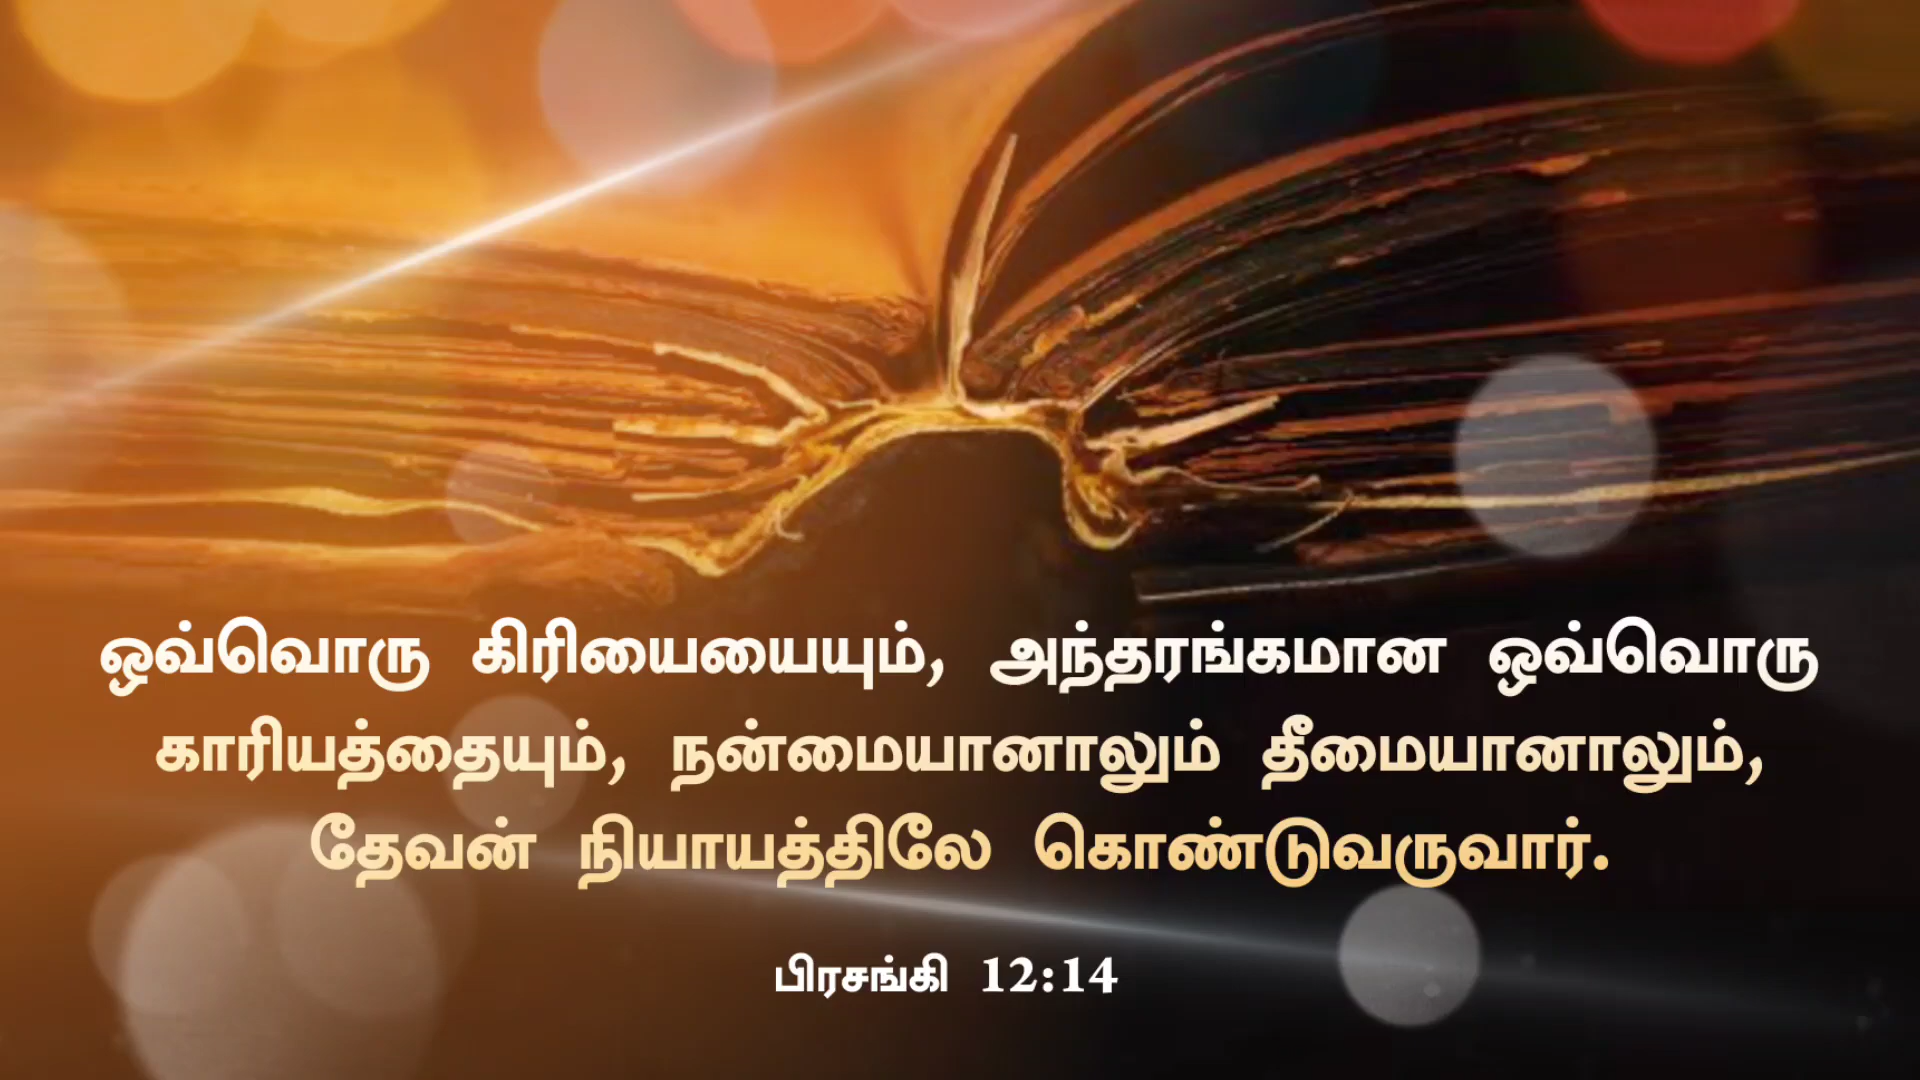 ஒவ்வொரு கிரியையையும், அந்தரங்கமான ஒவ்வொரு
காரியத்தையும், நன்மையானாலும் தீமையானாலும்,
தேவன் நியாயத்திலே கொண்டுவருவார்.
பிரசங்கி 12:14